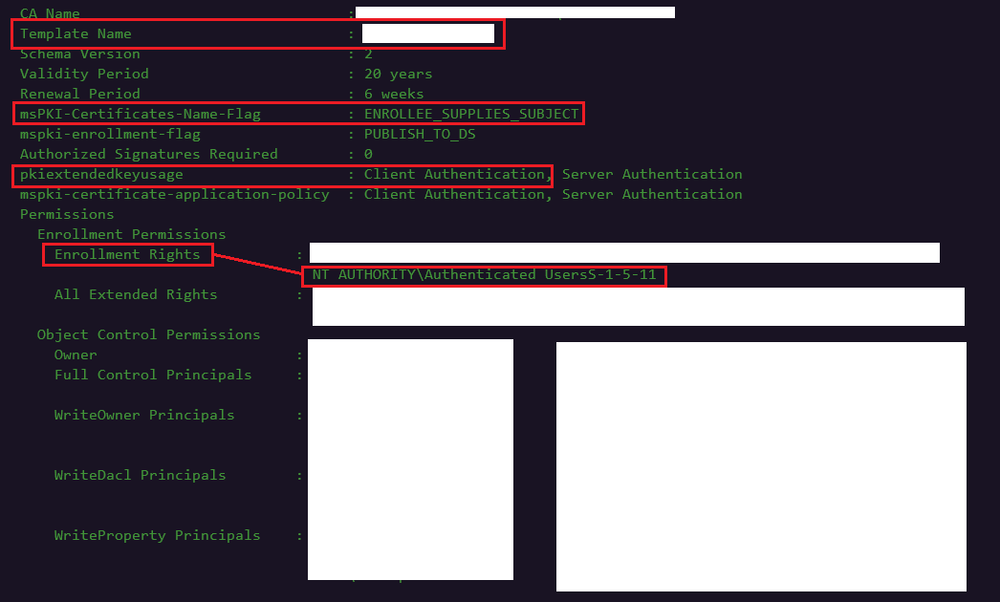 CA Name :
Template Name :
Schema Version : 2
Validity Period : 20 years
Renewal Period : 6 weeks
msPKI-Certificates-Name-Flag : ENROLLEE_SUPPLIES_SUBJECT
mspki-enrollment-flag : PUBLISH_TO_DS
Authorized Signatures Required : 0
pkiextendedkeyusage : Client Authentication, Server Authentication
mspki-certificate-application-policy : Client Authentication, Server Authentication
Permissions
Enrollment Permissions
Enrollment Rights :
NT AUTHORITY\Authenticated UsersS-1-5-11
All Extended Rights :
Object Control Permissions
Owner :
Full Control Principals :
WriteOwner Principals :
WriteDacl Principals :
WriteProperty Principals :